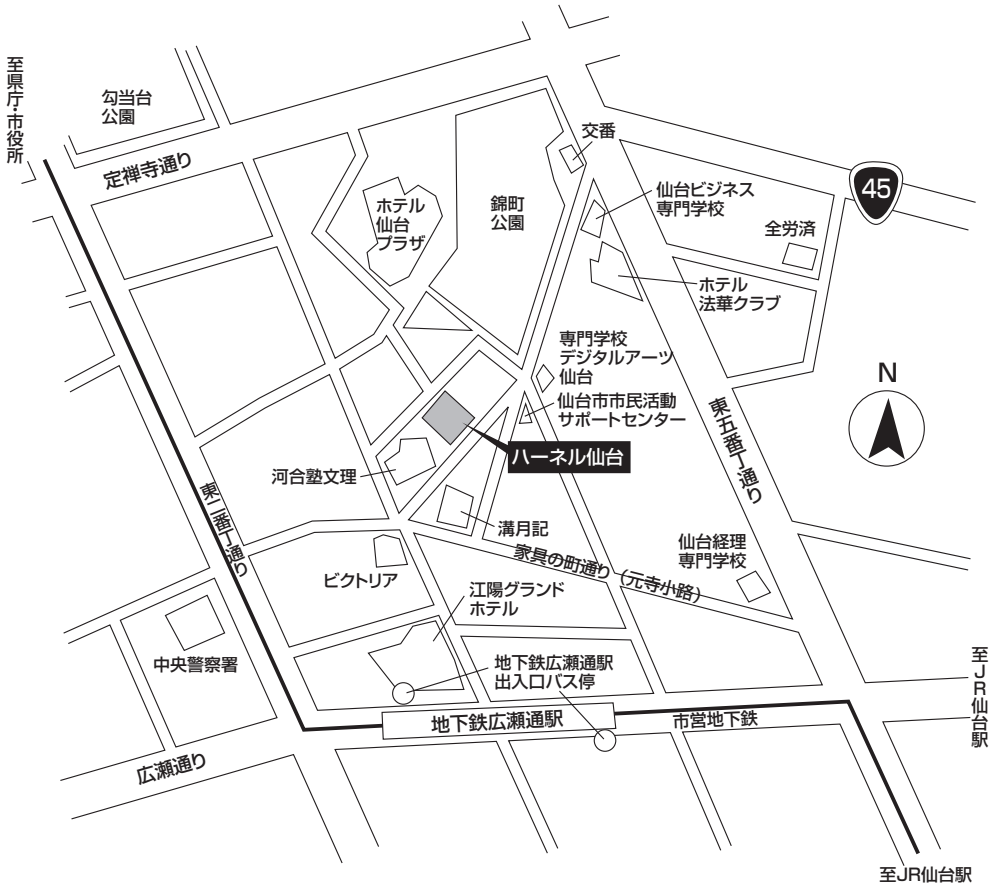 至県庁・市役所
勾当台
公園
定禅寺通り
交番
45
ホテル
仙台
プラザ
錦町
公園
仙台ビジネス
専門学校
全労済
ホテル
法華クラブ
専門学校
デジタルアーツ
仙台
仙台市市民活動
サポートセンター
N
東五番丁通り
ハーネル仙台
河合塾文理
東二番丁通り
溝月記
家具の町通り（元寺小路）
仙台経理
専門学校
ビクトリア
江陽グランド
ホテル
中央警察署
地下鉄広瀬通駅
出入口バス停
至JR仙台駅
地下鉄広瀬通駅
市営地下鉄
広瀬通り
至JR仙台駅